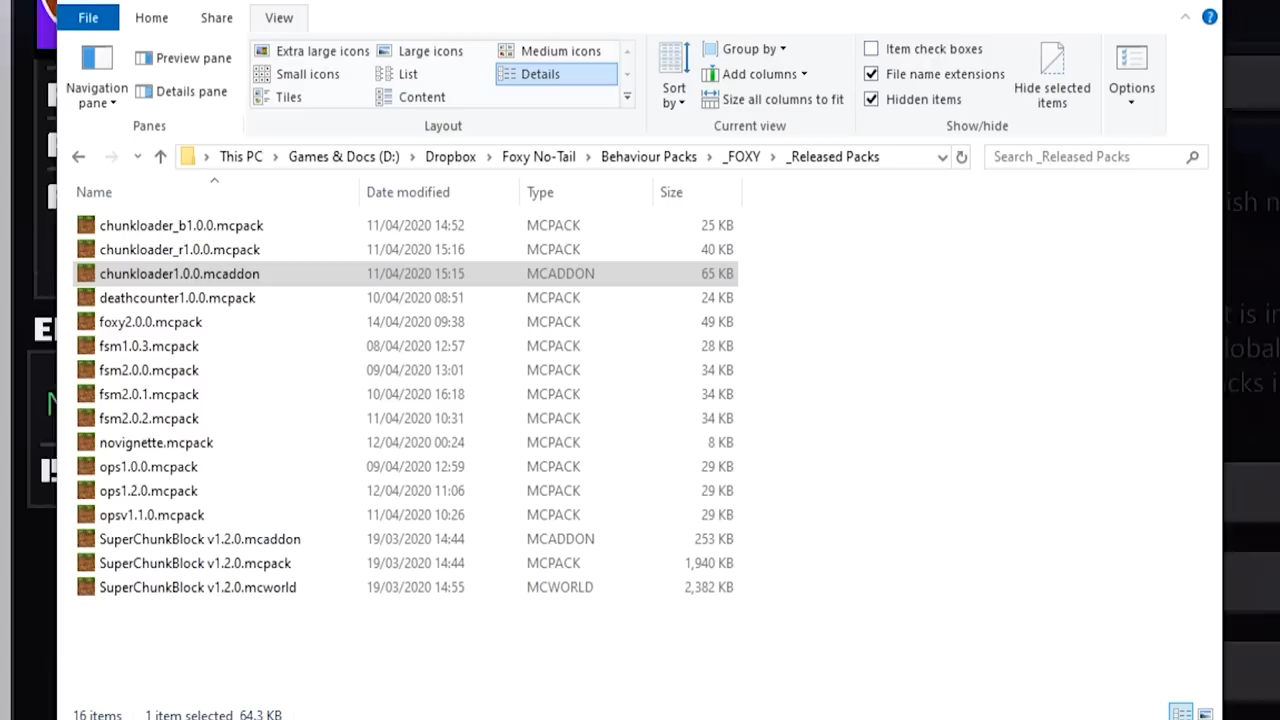 File Home Share View
Preview pane
Details pane
Navigation pane
Panes
Extra large icons Large icons Medium icons
Small icons List Details
Tiles Content
Layout
Sort by
Group by
Add columns
Size all columns to fit
Current view
Item check boxes
File name extensions
Hidden items
Hide selected items
Show/hide
Options
This PC Games & Docs (D:) Dropbox Foxy No-Tail Behaviour Packs _FOXY _Released Packs
Search _Released Packs
Name Date modified Type Size
chunkloader_b1.0.0.mcpack 11/04/2020 14:52 MCPACK 25 KB
chunkloader_r1.0.0.mcpack 11/04/2020 15:16 MCPACK 40 KB
chunkloader1.0.0.mcaddon 11/04/2020 15:15 MCADDON 65 KB
deathcounter1.0.0.mcpack 10/04/2020 08:51 MCPACK 24 KB
foxy2.0.0.mcpack 14/04/2020 09:38 MCPACK 49 KB
fsm1.0.3.mcpack 08/04/2020 12:57 MCPACK 28 KB
fsm2.0.0.mcpack 09/04/2020 13:01 MCPACK 34 KB
fsm2.0.1.mcpack 10/04/2020 16:18 MCPACK 34 KB
fsm2.0.2.mcpack 11/04/2020 10:31 MCPACK 34 KB
novignette.mcpack 12/04/2020 00:24 MCPACK 8 KB
ops1.0.0.mcpack 09/04/2020 12:59 MCPACK 29 KB
ops1.2.0.mcpack 12/04/2020 11:06 MCPACK 29 KB
opsv1.1.0.mcpack 11/04/2020 10:26 MCPACK 29 KB
SuperChunkBlock v1.2.0.mcaddon 19/03/2020 14:44 MCADDON 253 KB
SuperChunkBlock v1.2.0.mcpack 19/03/2020 14:44 MCPACK 1,940 KB
SuperChunkBlock v1.2.0.mcworld 19/03/2020 14:55 MCWORLD 2,382 KB
16 items 1 item selected 64.3 KB